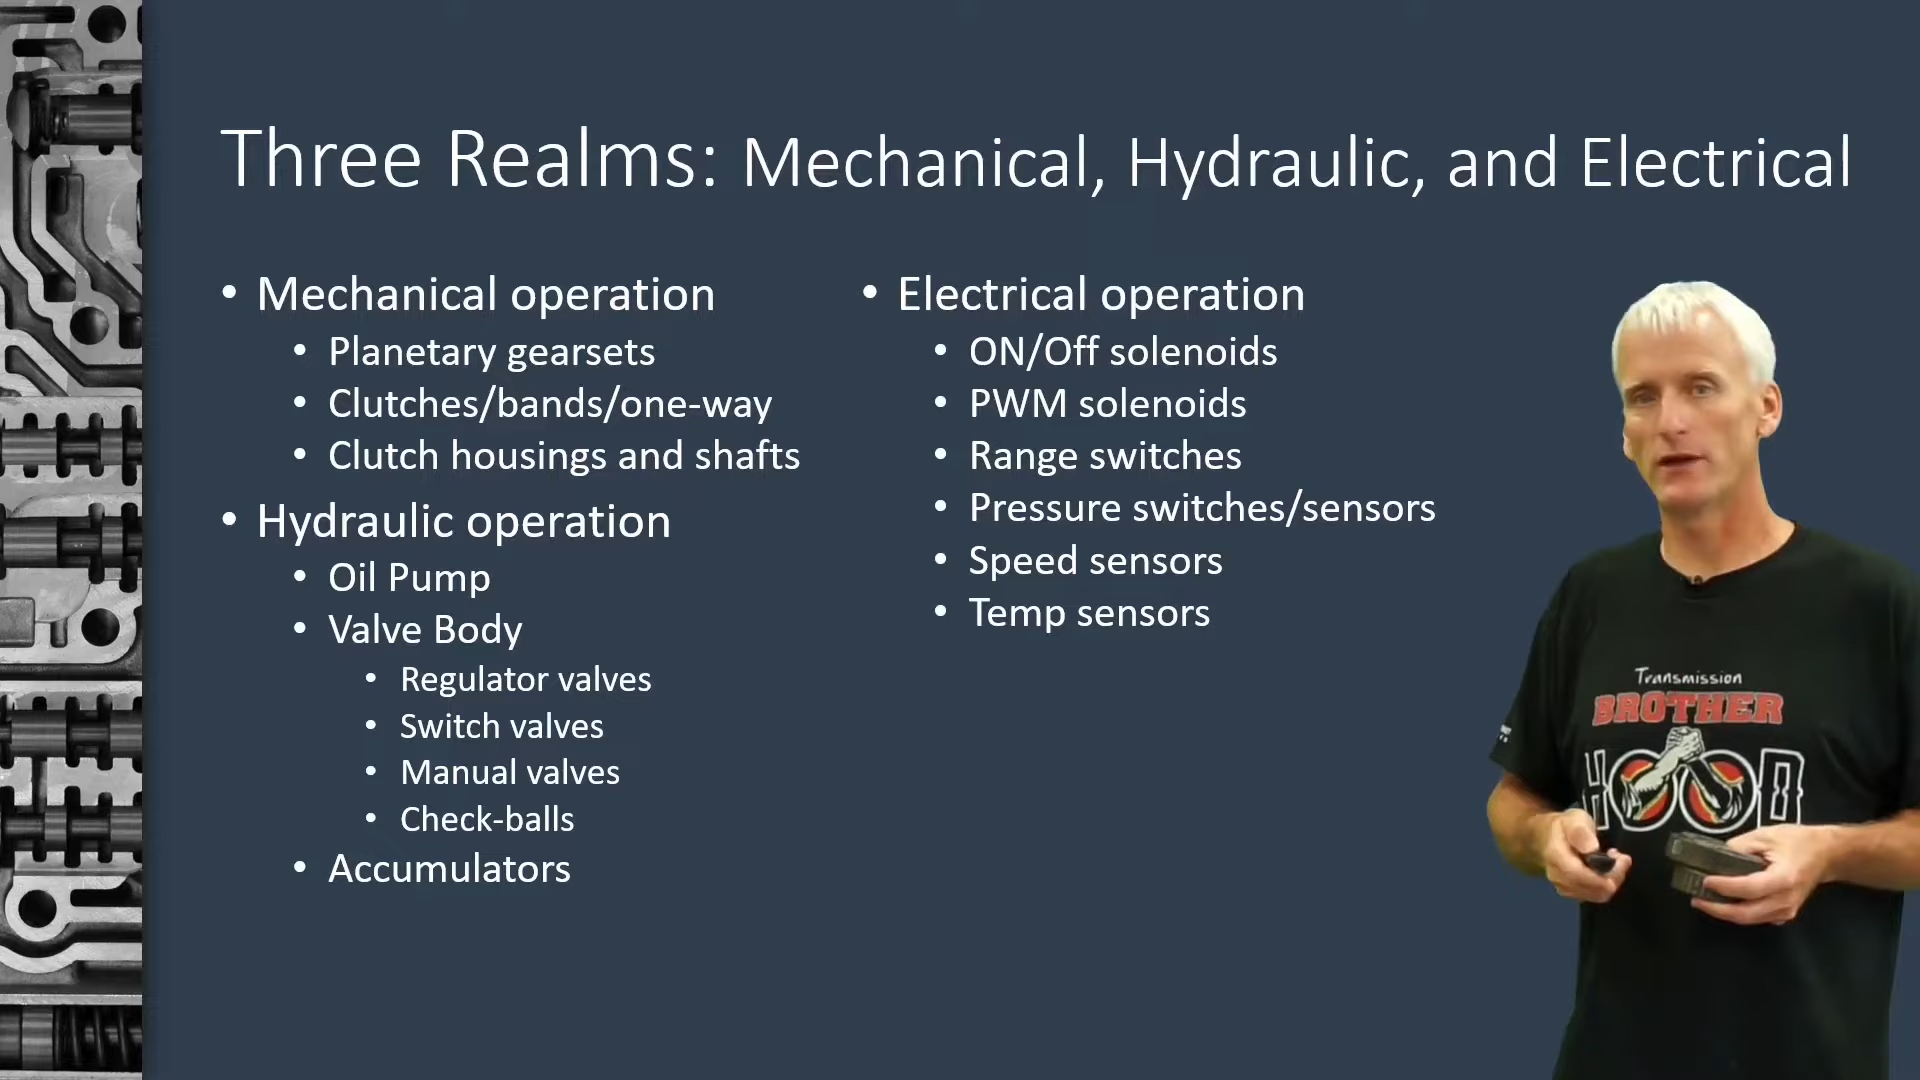 Three Realms: Mechanical, Hydraulic, and Electrical
• Mechanical operation
• Planetary gearsets
• Clutches/bands/one-way
• Clutch housings and shafts
• Hydraulic operation
• Oil Pump
• Valve Body
• Regulator valves
• Switch valves
• Manual valves
• Check-balls
• Accumulators
• Electrical operation
• ON/Off solenoids
• PWM solenoids
• Range switches
• Pressure switches/sensors
• Speed sensors
• Temp sensors
Transmission
BROTHER
HOOD